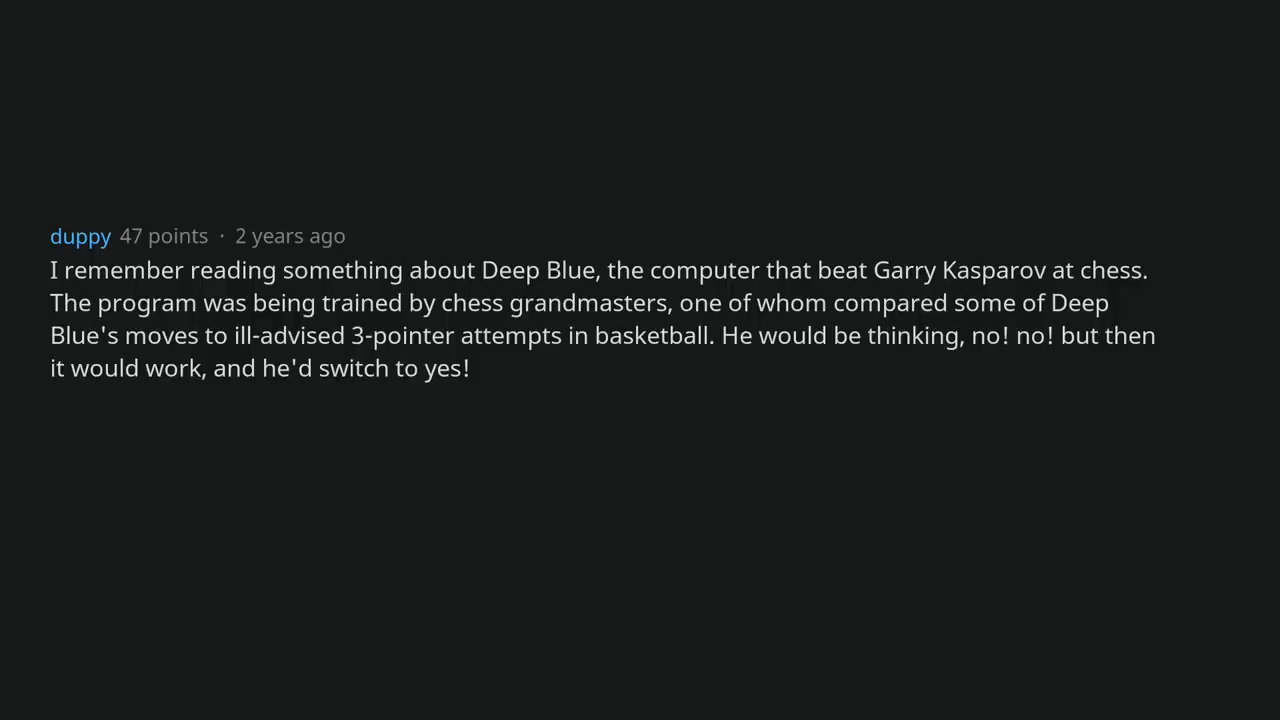 duppy 47 points · 2 years ago
I remember reading something about Deep Blue, the computer that beat Garry Kasparov at chess.
The program was being trained by chess grandmasters, one of whom compared some of Deep
Blue's moves to ill-advised 3-pointer attempts in basketball. He would be thinking, no! no! but then
it would work, and he'd switch to yes!